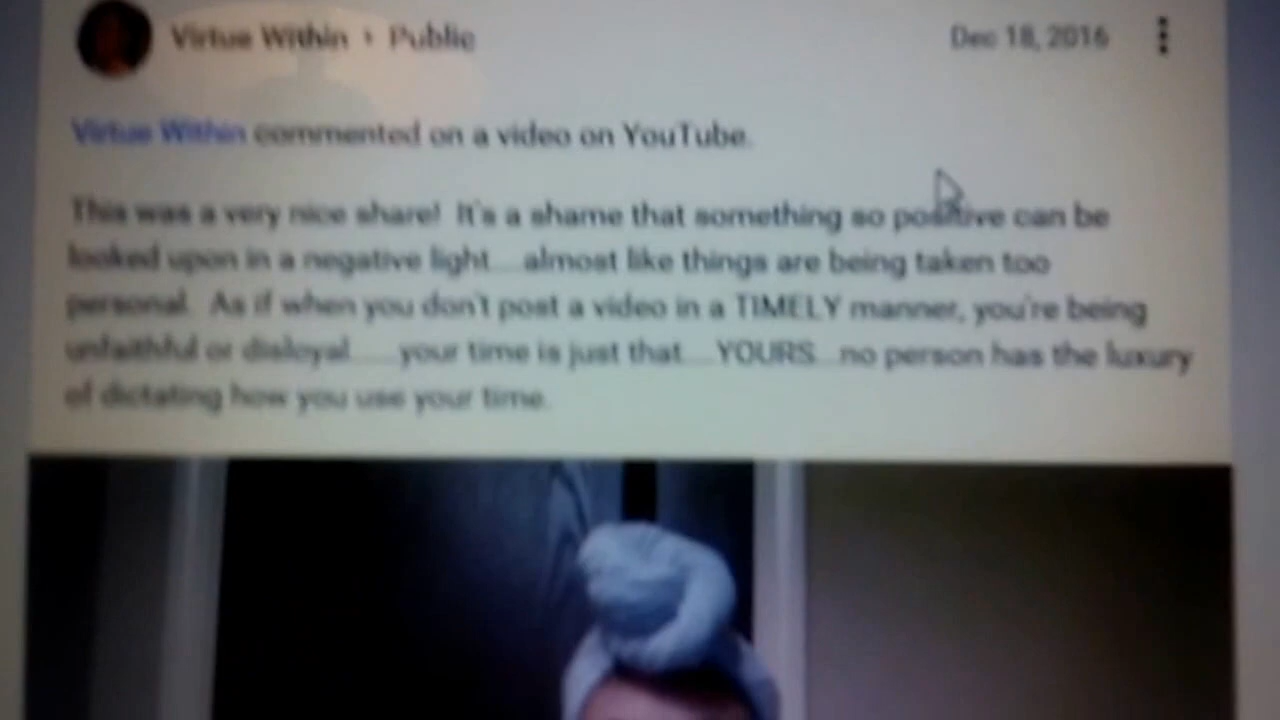 Virtue Within ▸ Public
Dec 18, 2016
Virtue Within commented on a video on YouTube.
This was a very nice share! It's a shame that something so positive can be
looked upon in a negative light....almost like things are being taken too
personal. As if when you don't post a video in a TIMELY manner, you're being
unfaithful or disloyal.......your time is just that.....YOURS....no person has the luxury
of dictating how you use your time.